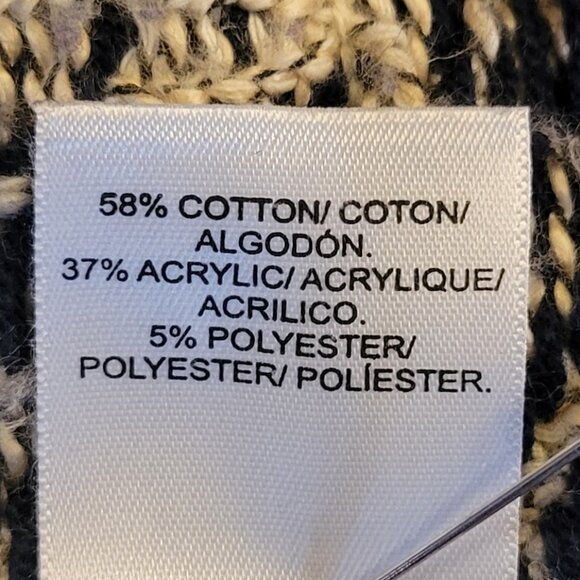 58% COTTON/ COTON/
ALGODÓN.
37% ACRYLIC/ ACRYLIQUE/
ACRILICO.
5% POLYESTER/
POLYESTER/ POLÍESTER.